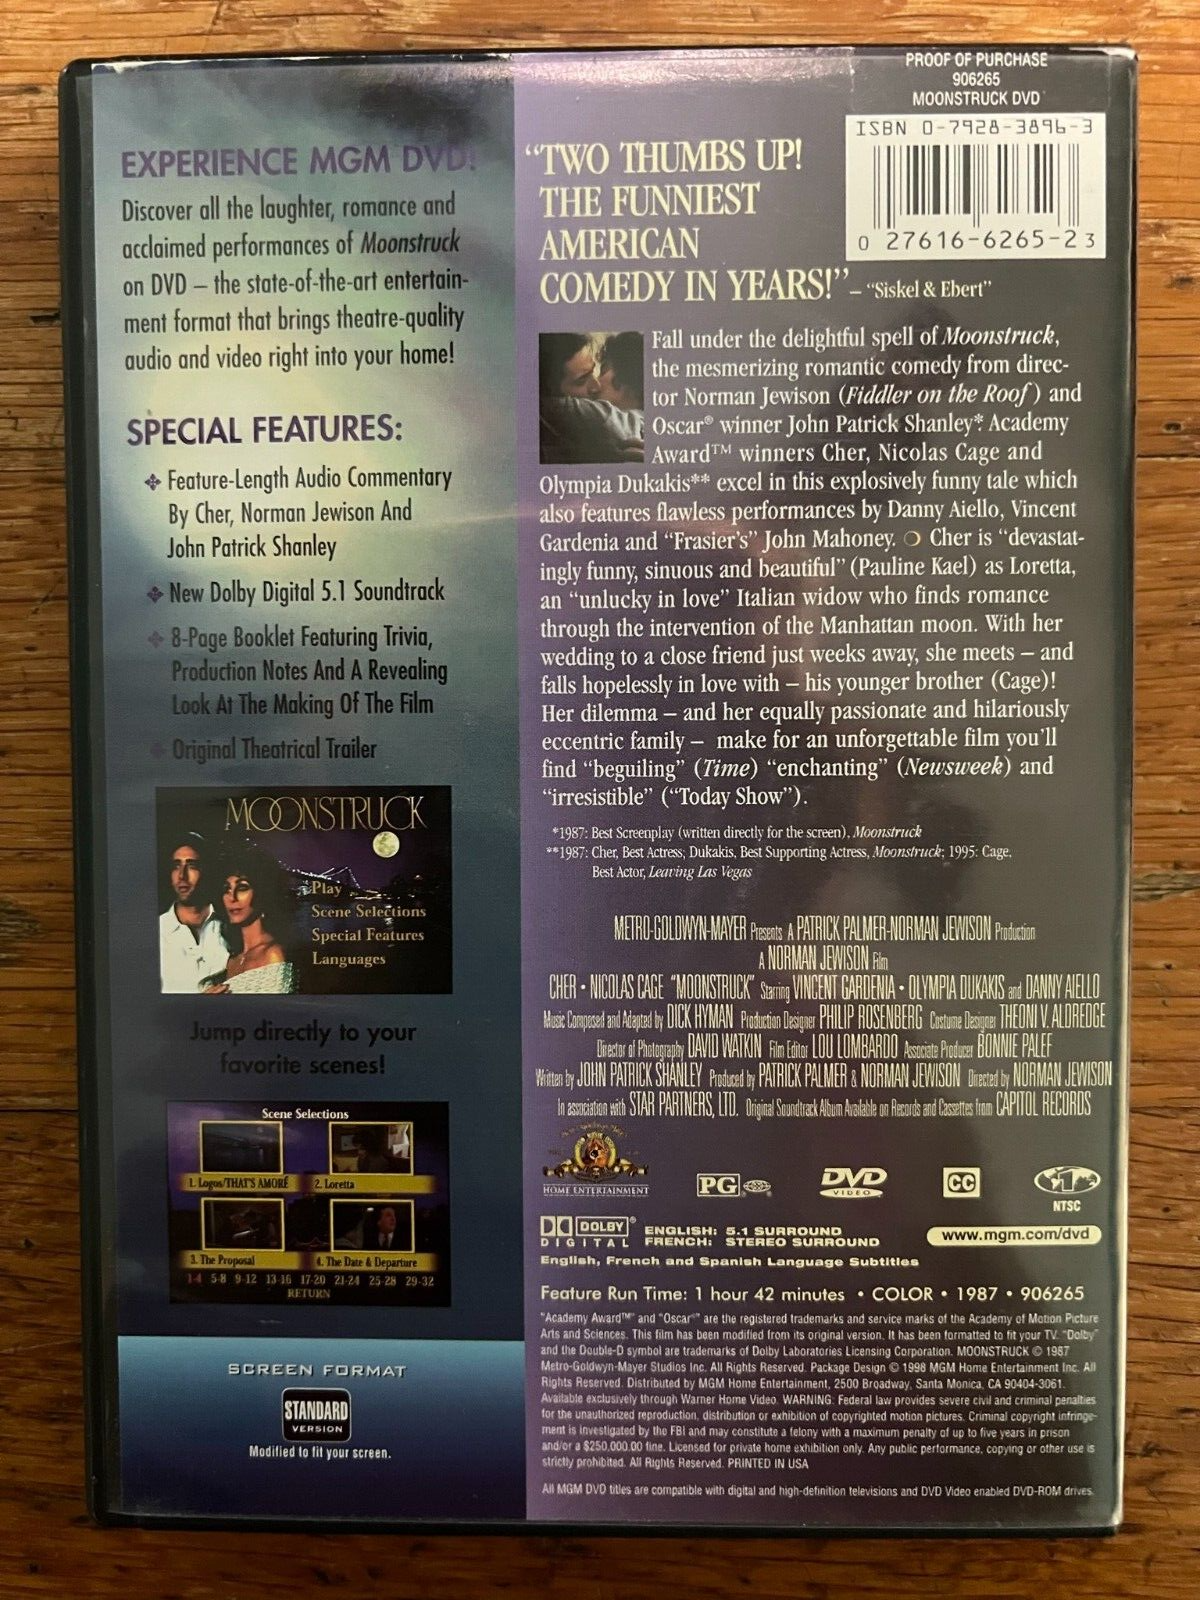 EXPERIENCE MGM DVD!
Discover all the laughter, romance and
acclaimed performances of Moonstruck
on DVD – the state-of-the-art entertain-
ment format that brings theatre-quality
audio and video right into your home!
SPECIAL FEATURES:
Feature-Length Audio Commentary
By Cher, Norman Jewison And
John Patrick Shanley
New Dolby Digital 5.1 Soundtrack
8-Page Booklet Featuring Trivia,
Production Notes And A Revealing
Look At The Making Of The Film
Original Theatrical Trailer
MOONSTRUCK
Play
Scene Selections
Special Features
Languages
Jump directly to your
favorite scenes!
Scene Selections
1. Logos/THAT'S AMORÉ
2. Loretta
3. The Proposal
4. The Date & Departure
1-4 5-8 9-12 13-16 17-20 21-24 25-28 29-32
RETURN
SCREEN FORMAT
STANDARD
VERSION
Modified to fit your screen.
PROOF OF PURCHASE
906265
MOONSTRUCK DVD
ISBN 0-7928-3896-3
0 27616-6265-2 3
"TWO THUMBS UP!
THE FUNNIEST
AMERICAN
COMEDY IN YEARS!" – "Siskel & Ebert"
Fall under the delightful spell of Moonstruck,
the mesmerizing romantic comedy from direc-
tor Norman Jewison (Fiddler on the Roof) and
Oscar® winner John Patrick Shanley* Academy
Award™ winners Cher, Nicolas Cage and
Olympia Dukakis** excel in this explosively funny tale which
also features flawless performances by Danny Aiello, Vincent
Gardenia and "Frasier's" John Mahoney. Cher is "devastat-
ingly funny, sinuous and beautiful" (Pauline Kael) as Loretta,
an "unlucky in love" Italian widow who finds romance
through the intervention of the Manhattan moon. With her
wedding to a close friend just weeks away, she meets – and
falls hopelessly in love with – his younger brother (Cage)!
Her dilemma – and her equally passionate and hilariously
eccentric family – make for an unforgettable film you'll
find "beguiling" (Time) "enchanting" (Newsweek) and
"irresistible" ("Today Show").
*1987: Best Screenplay (written directly for the screen), Moonstruck
**1987: Cher, Best Actress; Dukakis, Best Supporting Actress, Moonstruck; 1995: Cage,
Best Actor, Leaving Las Vegas
METRO-GOLDWYN-MAYER Presents A PATRICK PALMER-NORMAN JEWISON Production
A NORMAN JEWISON Film
CHER • NICOLAS CAGE "MOONSTRUCK" Starring VINCENT GARDENIA • OLYMPIA DUKAKIS and DANNY AIELLO
Music Composed and Adapted by DICK HYMAN Production Designer PHILIP ROSENBERG Costume Designer THEONI V. ALDREDGE
Director of Photography DAVID WATKIN Film Editor LOU LOMBARDO Associate Producer BONNIE PALEF
Written by JOHN PATRICK SHANLEY Produced by PATRICK PALMER & NORMAN JEWISON Directed by NORMAN JEWISON
In association with STAR PARTNERS, LTD. Original Soundtrack Album Available on Records and Cassettes from CAPITOL RECORDS
HOME ENTERTAINMENT
PG
DVD
VIDEO
CC
NTSC
DOLBY®
DIGITAL
ENGLISH: 5.1 SURROUND
FRENCH: STEREO SURROUND
www.mgm.com/dvd
English, French and Spanish Language Subtitles
Feature Run Time: 1 hour 42 minutes • COLOR • 1987 • 906265
"Academy Award™" and "Oscar®" are the registered trademarks and service marks of the Academy of Motion Picture
Arts and Sciences. This film has been modified from its original version. It has been formatted to fit your TV. "Dolby"
and the Double-D symbol are trademarks of Dolby Laboratories Licensing Corporation. MOONSTRUCK © 1987
Metro-Goldwyn-Mayer Studios Inc. All Rights Reserved. Package Design © 1998 MGM Home Entertainment Inc. All
Rights Reserved. Distributed by MGM Home Entertainment, 2500 Broadway, Santa Monica, CA 90404-3061.
Available exclusively through Warner Home Video. WARNING: Federal law provides severe civil and criminal penalties
for the unauthorized reproduction, distribution or exhibition of copyrighted motion pictures. Criminal copyright infringe-
ment is investigated by the FBI and may constitute a felony with a maximum penalty of up to five years in prison
and/or a $250,000.00 fine. Licensed for private home exhibition only. Any public performance, copying or other use is
strictly prohibited. All Rights Reserved. PRINTED IN USA
All MGM DVD titles are compatible with digital and high-definition televisions and DVD Video enabled DVD-ROM drives.